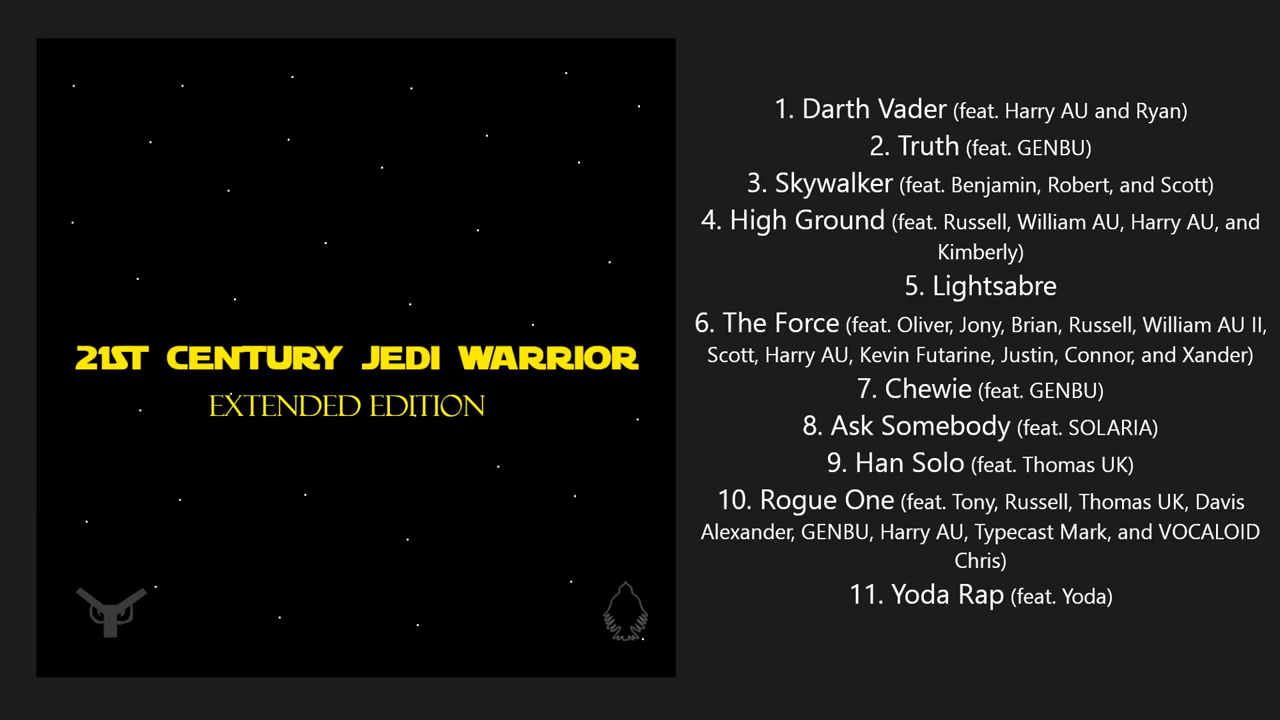 21ST CENTURY JEDI WARRIOR
EXTENDED EDITION
1. Darth Vader (feat. Harry AU and Ryan)
2. Truth (feat. GENBU)
3. Skywalker (feat. Benjamin, Robert, and Scott)
4. High Ground (feat. Russell, William AU, Harry AU, and
Kimberly)
5. Lightsabre
6. The Force (feat. Oliver, Jony, Brian, Russell, William AU II,
Scott, Harry AU, Kevin Futarine, Justin, Connor, and Xander)
7. Chewie (feat. GENBU)
8. Ask Somebody (feat. SOLARIA)
9. Han Solo (feat. Thomas UK)
10. Rogue One (feat. Tony, Russell, Thomas UK, Davis
Alexander, GENBU, Harry AU, Typecast Mark, and VOCALOID
Chris)
11. Yoda Rap (feat. Yoda)